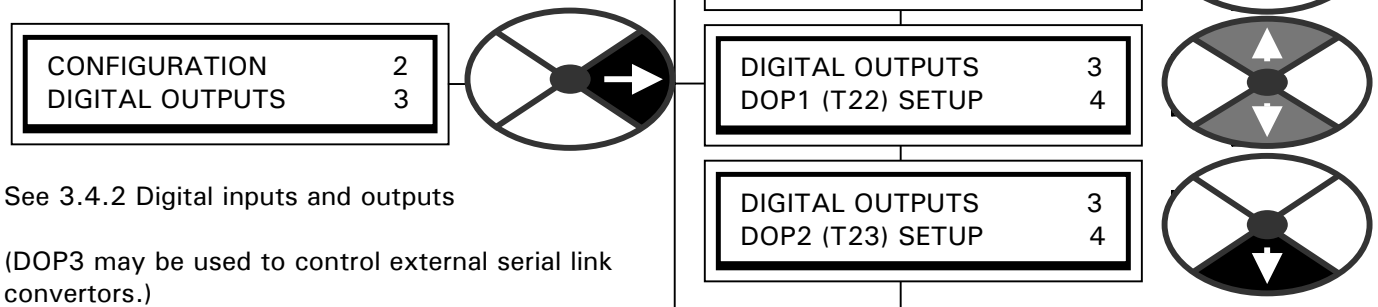 CONFIGURATION 2
DIGITAL OUTPUTS 3
See 3.4.2 Digital inputs and outputs
(DOP3 may be used to control external serial link
convertors.)
DIGITAL OUTPUTS 3
DOP1 (T22) SETUP 4
DIGITAL OUTPUTS 3
DOP2 (T23) SETUP 4